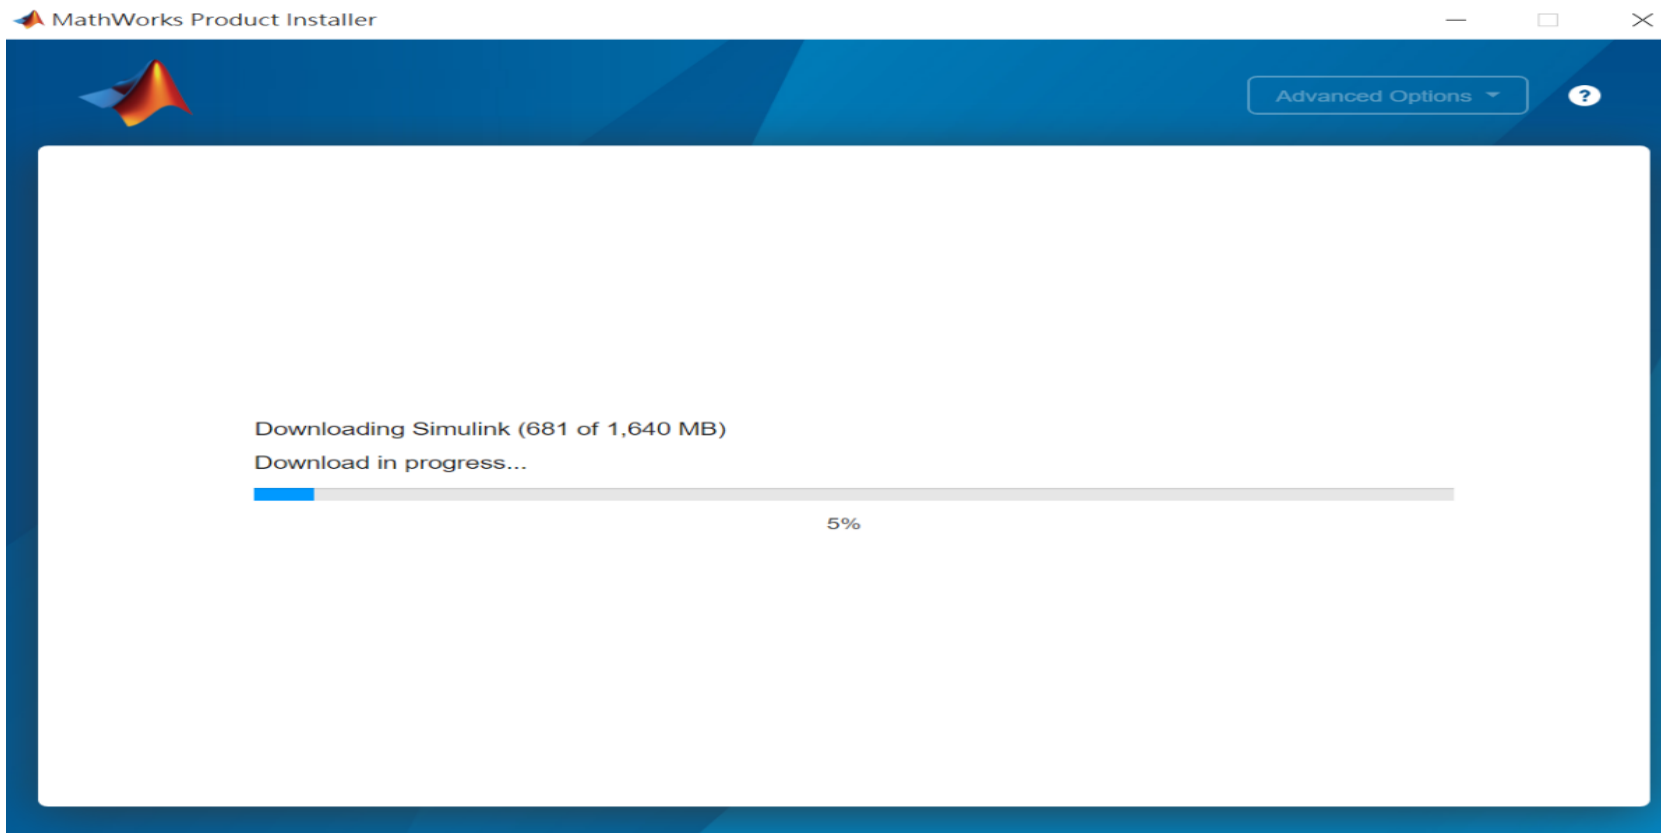 MathWorks Product Installer
Advanced Options
?
Downloading Simulink (681 of 1,640 MB)
Download in progress...
5%